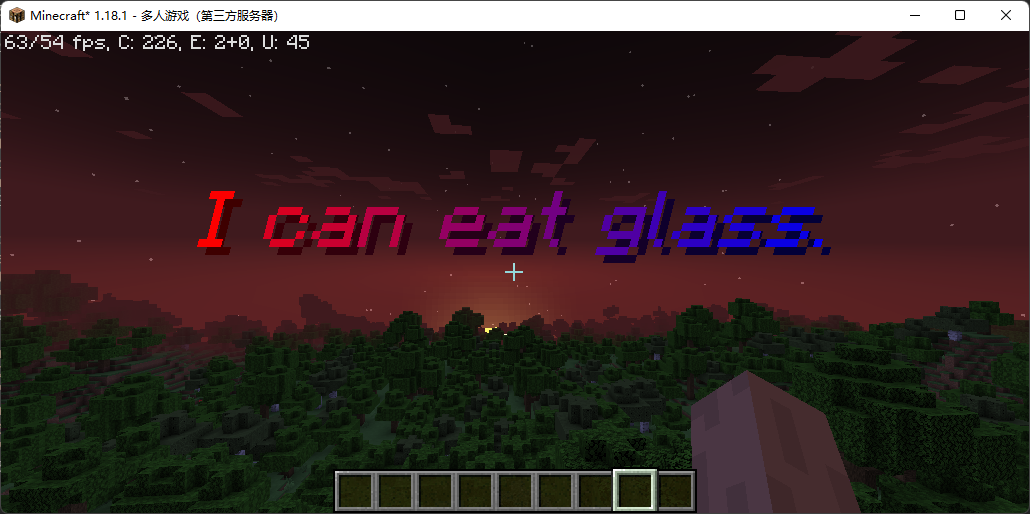 Minecraft* 1.18.1 - 多人游戏（第三方服务器）
63/54 fps, C: 226, E: 2+0, U: 45
I can eat glass.